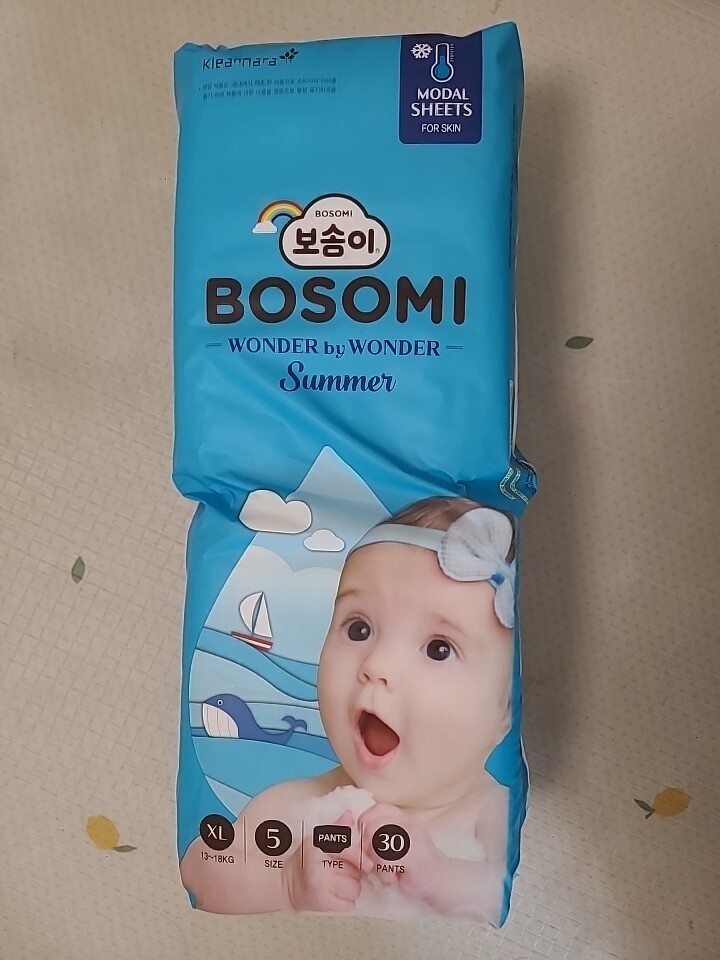 Kleannara
MODAL
SHEETS
FOR SKIN
BOSOMI
보송이
BOSOMI
WONDER by WONDER
Summer
XL
13~18KG
5
SIZE
PANTS
TYPE
30
PANTS